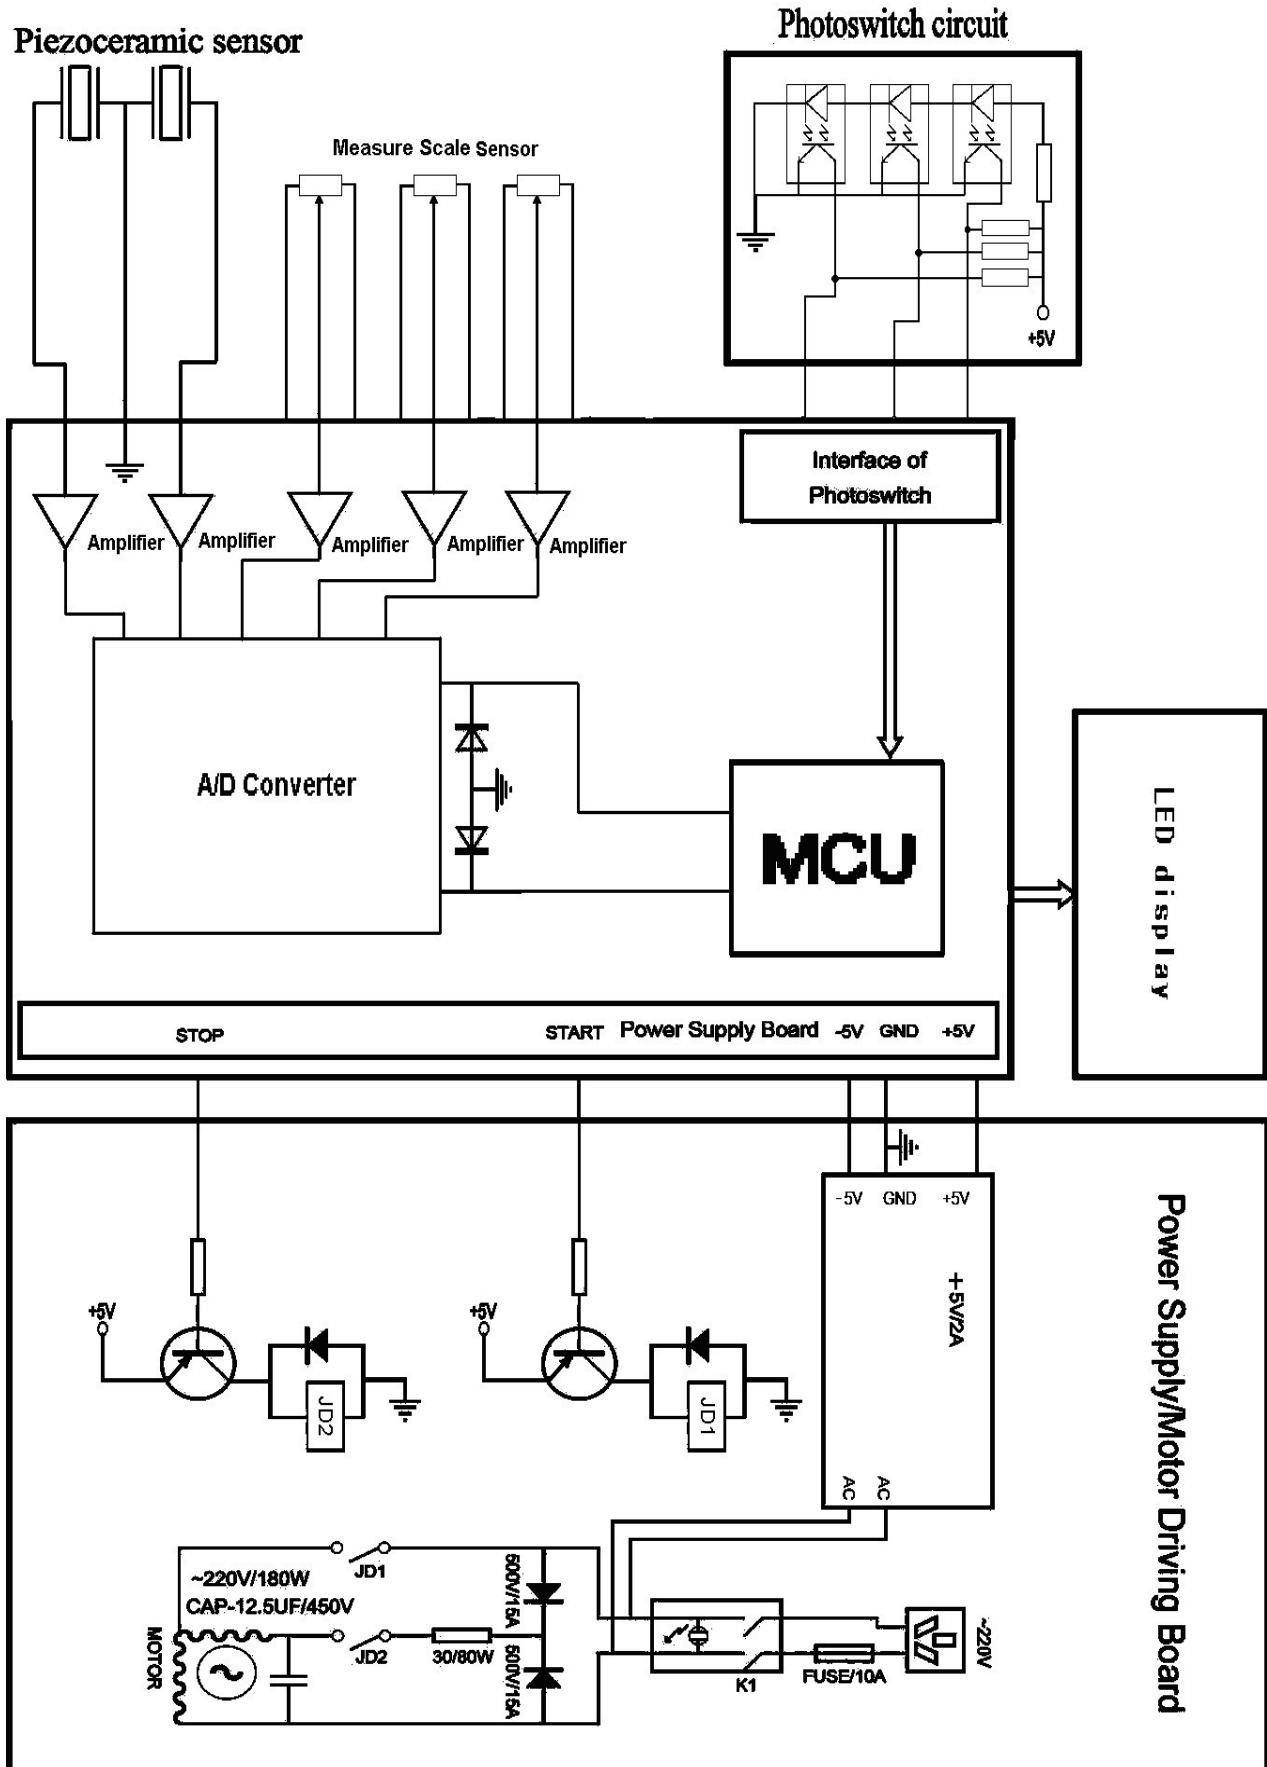 Piezoceramic sensor
Photoswitch circuit
Measure Scale Sensor
+5V
Interface of
Photoswitch
Amplifier
Amplifier
Amplifier
Amplifier
Amplifier
A/D Converter
MCU
LED display
STOP
START
Power Supply Board
-5V
GND
+5V
-5V
GND
+5V
+5V/2A
AC
AC
Power Supply/Motor Driving Board
+5V
JD2
+5V
JD1
~220V/180W
CAP-12.5UF/450V
MOTOR
JD1
JD2
30/80W
500V/15A
500V/15A
K1
FUSE/10A
~220V